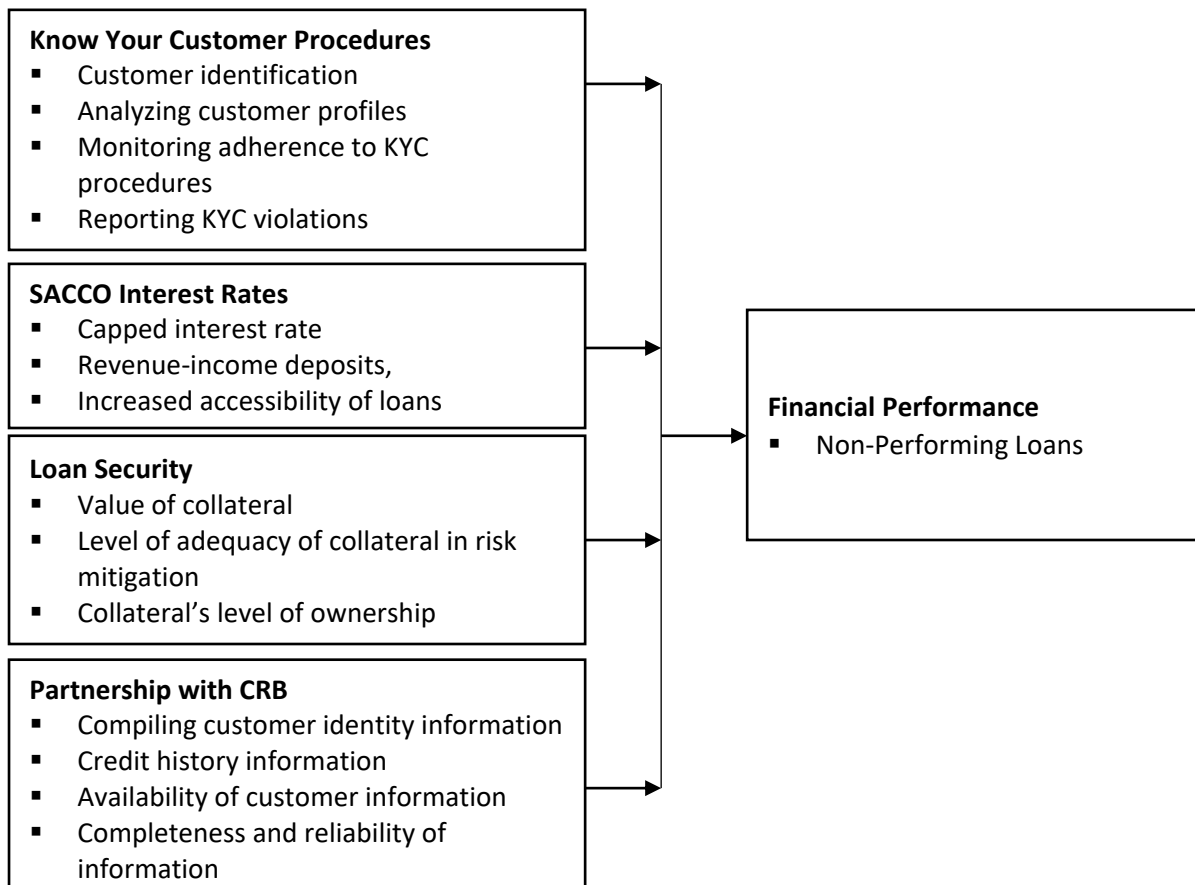 Know Your Customer Procedures
▪ Customer identification
▪ Analyzing customer profiles
▪ Monitoring adherence to KYC
procedures
▪ Reporting KYC violations
SACCO Interest Rates
▪ Capped interest rate
▪ Revenue-income deposits,
▪ Increased accessibility of loans
Loan Security
▪ Value of collateral
▪ Level of adequacy of collateral in risk
mitigation
▪ Collateral’s level of ownership
Partnership with CRB
▪ Compiling customer identity information
▪ Credit history information
▪ Availability of customer information
▪ Completeness and reliability of
information
Financial Performance
▪ Non-Performing Loans